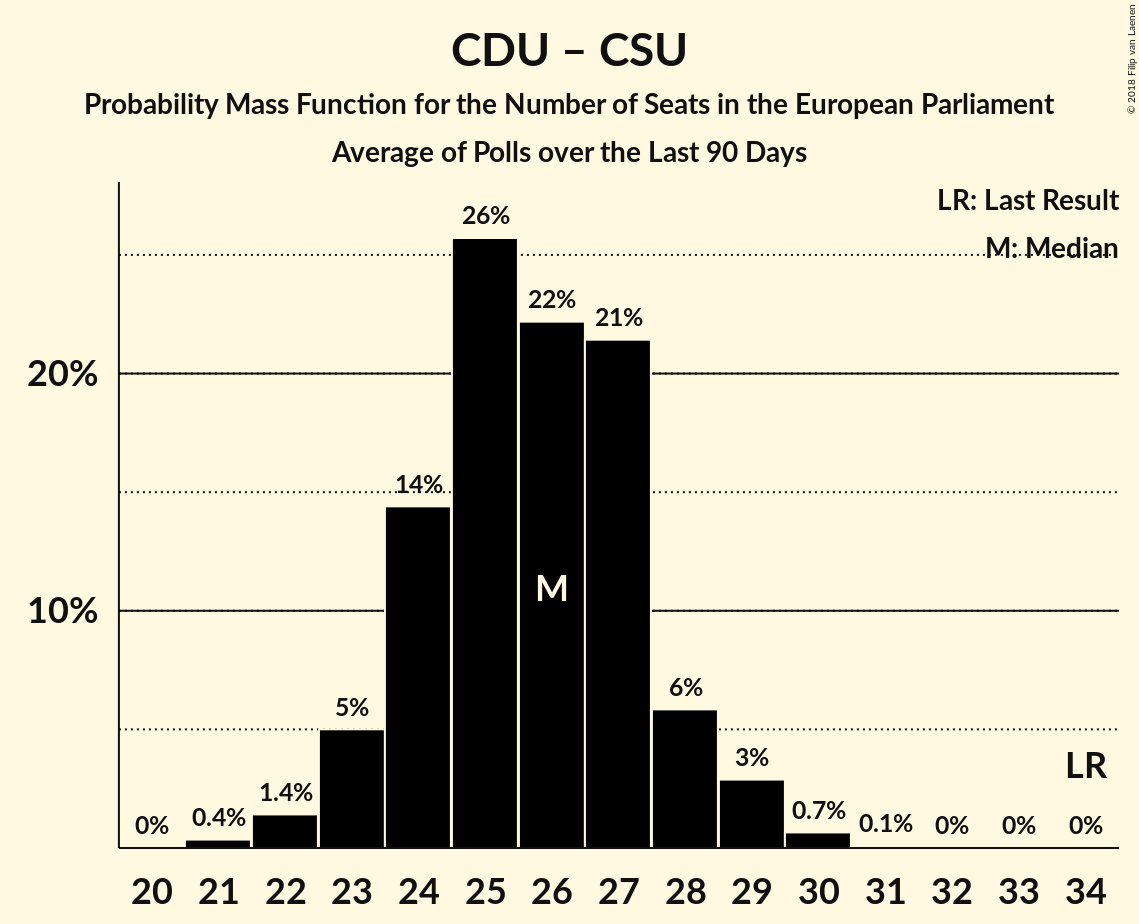 CDU – CSU
Probability Mass Function for the Number of Seats in the European Parliament
Average of Polls over the Last 90 Days
© 2018 Filip van Laenen
LR: Last Result
M: Median
26%
22%
21%
20%
14%
M
10%
6%
5%
3%
LR
1.4%
0.7%
0.4%
0.1%
0%
0%
0%
0%
20 21 22 23 24 25 26 27 28 29 30 31 32 33 34